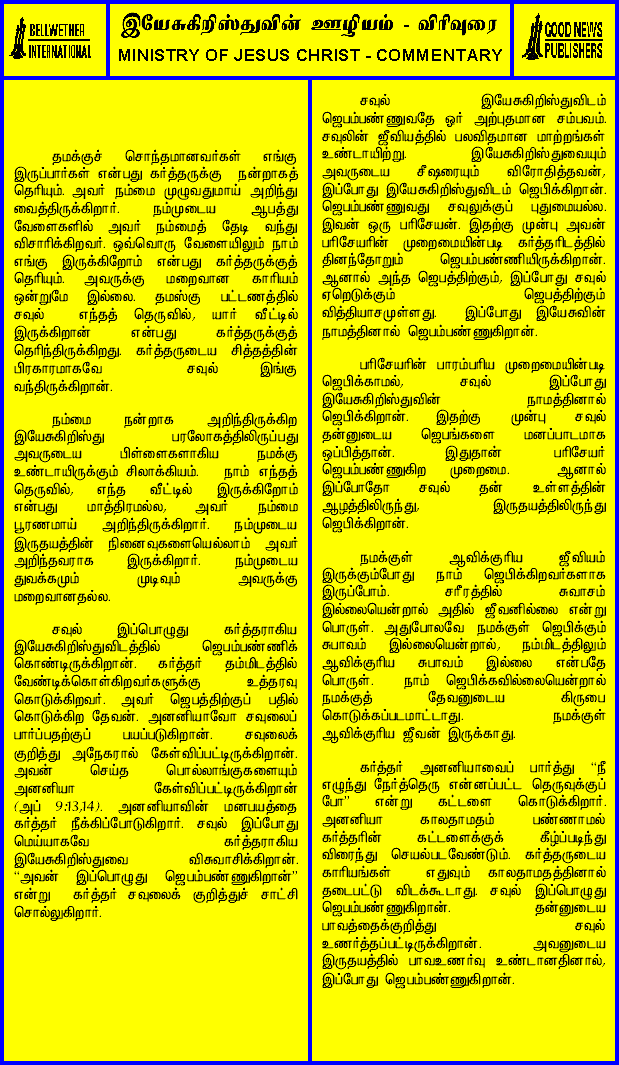 BELLWETHER
INTERNATIONAL
இயேசுகிறிஸ்துவின் ஊழியம் - விரிவுரை
MINISTRY OF JESUS CHRIST - COMMENTARY
GOOD NEWS
PUBLISHERS
தமக்குச் சொந்தமானவர்கள் எங்கு
இருப்பார்கள் என்பது கர்த்தருக்கு நன்றாகத்
தெரியும். அவர் நம்மை முழுவதுமாய் அறிந்து
வைத்திருக்கிறார். நம்முடைய ஆபத்து
வேளைகளில் அவர் நம்மைத் தேடி வந்து
விசாரிக்கிறவர். ஒவ்வொரு வேளையிலும் நாம்
எங்கு இருக்கிறோம் என்பது கர்த்தருக்குத்
தெரியும். அவருக்கு மறைவான காரியம்
ஒன்றுமே இல்லை. தமஸ்கு பட்டணத்தில்
சவுல் எந்தத் தெருவில், யார் வீட்டில்
இருக்கிறான் என்பது கர்த்தருக்குத்
தெரிந்திருக்கிறது. கர்த்தருடைய சித்தத்தின்
பிரகாரமாகவே சவுல் இங்கு
வந்திருக்கிறான்.
நம்மை நன்றாக அறிந்திருக்கிற
இயேசுகிறிஸ்து பரலோகத்திலிருப்பது
அவருடைய பிள்ளைகளாகிய நமக்கு
உண்டாயிருக்கும் சிலாக்கியம். நாம் எந்தத்
தெருவில், எந்த வீட்டில் இருக்கிறோம்
என்பது மாத்திரமல்ல, அவர் நம்மை
பூரணமாய் அறிந்திருக்கிறார். நம்முடைய
இருதயத்தின் நினைவுகளையெல்லாம் அவர்
அறிந்தவராக இருக்கிறார். நம்முடைய
துவக்கமும் முடிவும் அவருக்கு
மறைவானதல்ல.
சவுல் இப்பொழுது கர்த்தராகிய
இயேசுகிறிஸ்துவிடத்தில் ஜெபம்பண்ணிக்
கொண்டிருக்கிறான். கர்த்தர் தம்மிடத்தில்
வேண்டிக்கொள்கிறவர்களுக்கு உத்தரவு
கொடுக்கிறவர். அவர் ஜெபத்திற்குப் பதில்
கொடுக்கிற தேவன். அனனியாவோ சவுலைப்
பார்ப்பதற்குப் பயப்படுகிறான். சவுலைக்
குறித்து அநேகரால் கேள்விப்பட்டிருக்கிறான்.
அவன் செய்த பொல்லாங்குகளையும்
அனனியா கேள்விப்பட்டிருக்கிறான்
(அப் 9:13,14). அனனியாவின் மனபயத்தை
கர்த்தர் நீக்கிப்போடுகிறார். சவுல் இப்போது
மெய்யாகவே கர்த்தராகிய
இயேசுகிறிஸ்துவை விசுவாசிக்கிறான்.
“அவன் இப்பொழுது ஜெபம்பண்ணுகிறான்”
என்று கர்த்தர் சவுலைக் குறித்துச் சாட்சி
சொல்லுகிறார்.
சவுல் இயேசுகிறிஸ்துவிடம்
ஜெபம்பண்ணுவதே ஓர் அற்புதமான சம்பவம்.
சவுலின் ஜீவியத்தில் பலவிதமான மாற்றங்கள்
உண்டாயிற்று. இயேசுகிறிஸ்துவையும்
அவருடைய சீஷரையும் விரோதித்தவன்,
இப்போது இயேசுகிறிஸ்துவிடம் ஜெபிக்கிறான்.
ஜெபம்பண்ணுவது சவுலுக்குப் புதுமையல்ல.
இவன் ஒரு பரிசேயன். இதற்கு முன்பு அவன்
பரிசேயரின் முறைமையின்படி கர்த்தரிடத்தில்
தினந்தோறும் ஜெபம்பண்ணியிருக்கிறான்.
ஆனால் அந்த ஜெபத்திற்கும், இப்போது சவுல்
ஏறெடுக்கும் ஜெபத்திற்கும்
வித்தியாசமுள்ளது. இப்போது இயேசுவின்
நாமத்தினால் ஜெபம்பண்ணுகிறான்.
பரிசேயரின் பாரம்பரிய முறைமையின்படி
ஜெபிக்காமல், சவுல் இப்போது
இயேசுகிறிஸ்துவின் நாமத்தினால்
ஜெபிக்கிறான். இதற்கு முன்பு சவுல்
தன்னுடைய ஜெபங்களை மனப்பாடமாக
ஒப்பித்தான். இதுதான் பரிசேயர்
ஜெபம்பண்ணுகிற முறைமை. ஆனால்
இப்போதோ சவுல் தன் உள்ளத்தின்
ஆழத்திலிருந்து, இருதயத்திலிருந்து
ஜெபிக்கிறான்.
நமக்குள் ஆவிக்குரிய ஜீவியம்
இருக்கும்போது நாம் ஜெபிக்கிறவர்களாக
இருப்போம். சரீரத்தில் சுவாசம்
இல்லையென்றால் அதில் ஜீவனில்லை என்று
பொருள். அதுபோலவே நமக்குள் ஜெபிக்கும்
சுபாவம் இல்லையென்றால், நம்மிடத்திலும்
ஆவிக்குரிய சுபாவம் இல்லை என்பதே
பொருள். நாம் ஜெபிக்கவில்லையென்றால்
நமக்குத் தேவனுடைய கிருபை
கொடுக்கப்படமாட்டாது. நமக்குள்
ஆவிக்குரிய ஜீவன் இருக்காது.
கர்த்தர் அனனியாவைப் பார்த்து “நீ
எழுந்து நேர்த்தெரு என்னப்பட்ட தெருவுக்குப்
போ” என்று கட்டளை கொடுக்கிறார்.
அனனியா காலதாமதம் பண்ணாமல்
கர்த்தரின் கட்டளைக்குக் கீழ்ப்படிந்து
விரைந்து செயல்படவேண்டும். கர்த்தருடைய
காரியங்கள் எதுவும் காலதாமதத்தினால்
தடைபட்டு விடக்கூடாது. சவுல் இப்பொழுது
ஜெபம்பண்ணுகிறான். தன்னுடைய
பாவத்தைக்குறித்து சவுல்
உணர்த்தப்பட்டிருக்கிறான். அவனுடைய
இருதயத்தில் பாவஉணர்வு உண்டானதினால்,
இப்போது ஜெபம்பண்ணுகிறான்.